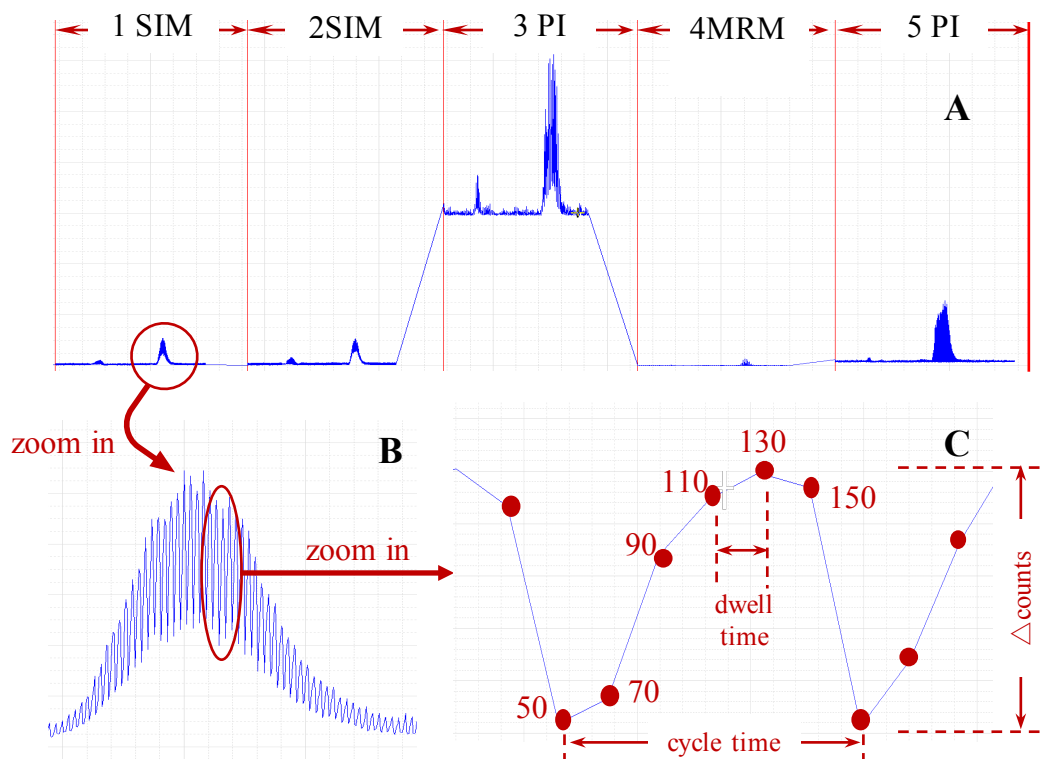 1 SIM
2SIM
3 PI
4MRM
5 PI
A
zoom in
B
zoom in
C
130
110
150
90
dwell
time
△counts
70
50
cycle time